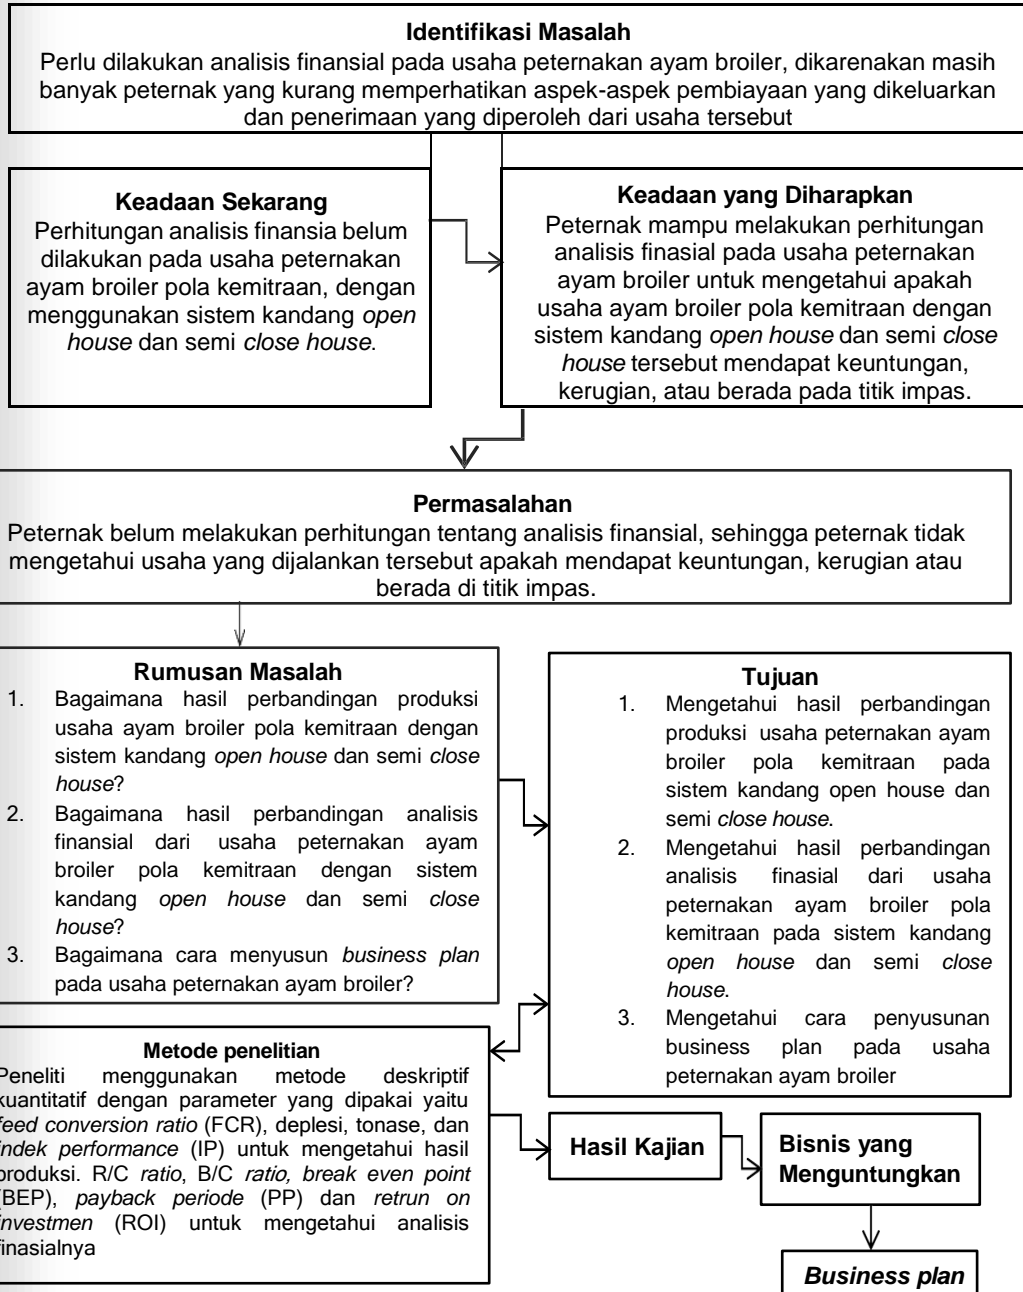 Identifikasi Masalah
Perlu dilakukan analisis finansial pada usaha peternakan ayam broiler, dikarenakan masih
banyak peternak yang kurang memperhatikan aspek-aspek pembiayaan yang dikeluarkan
dan penerimaan yang diperoleh dari usaha tersebut
Keadaan Sekarang
Perhitungan analisis finansia belum
dilakukan pada usaha peternakan
ayam broiler pola kemitraan, dengan
menggunakan sistem kandang open
house dan semi close house.
Keadaan yang Diharapkan
Peternak mampu melakukan perhitungan
analisis finasial pada usaha peternakan
ayam broiler untuk mengetahui apakah
usaha ayam broiler pola kemitraan dengan
sistem kandang open house dan semi close
house tersebut mendapat keuntungan,
kerugian, atau berada pada titik impas.
Permasalahan
Peternak belum melakukan perhitungan tentang analisis finansial, sehingga peternak tidak
mengetahui usaha yang dijalankan tersebut apakah mendapat keuntungan, kerugian atau
berada di titik impas.
Rumusan Masalah
1. Bagaimana hasil perbandingan produksi
usaha ayam broiler pola kemitraan dengan
sistem kandang open house dan semi close
house?
2. Bagaimana hasil perbandingan analisis
finansial dari usaha peternakan ayam
broiler pola kemitraan dengan sistem
kandang open house dan semi close
house?
3. Bagaimana cara menyusun business plan
pada usaha peternakan ayam broiler?
Tujuan
1. Mengetahui hasil perbandingan
produksi usaha peternakan ayam
broiler pola kemitraan pada
sistem kandang open house dan
semi close house.
2. Mengetahui hasil perbandingan
analisis finasial dari usaha
peternakan ayam broiler pola
kemitraan pada sistem kandang
open house dan semi close
house.
3. Mengetahui cara penyusunan
business plan pada usaha
peternakan ayam broiler
Metode penelitian
Peneliti menggunakan metode deskriptif
kuantitatif dengan parameter yang dipakai yaitu
feed conversion ratio (FCR), deplesi, tonase, dan
indek performance (IP) untuk mengetahui hasil
produksi. R/C ratio, B/C ratio, break even point
(BEP), payback periode (PP) dan retrun on
investmen (ROI) untuk mengetahui analisis
finasialnya
Hasil Kajian
Bisnis yang
Menguntungkan
Business plan